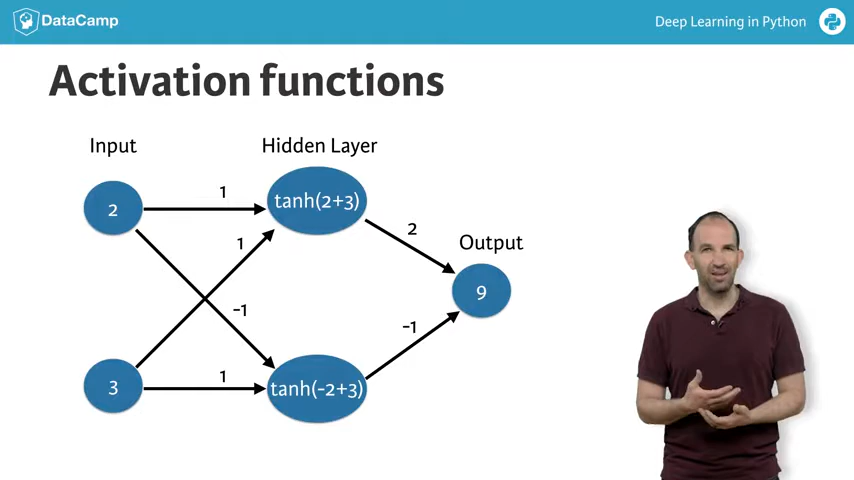 DataCamp
Deep Learning in Python
Activation functions
Input
Hidden Layer
1
2
tanh(2+3)
1
2
Output
9
-1
-1
3
1
tanh(-2+3)